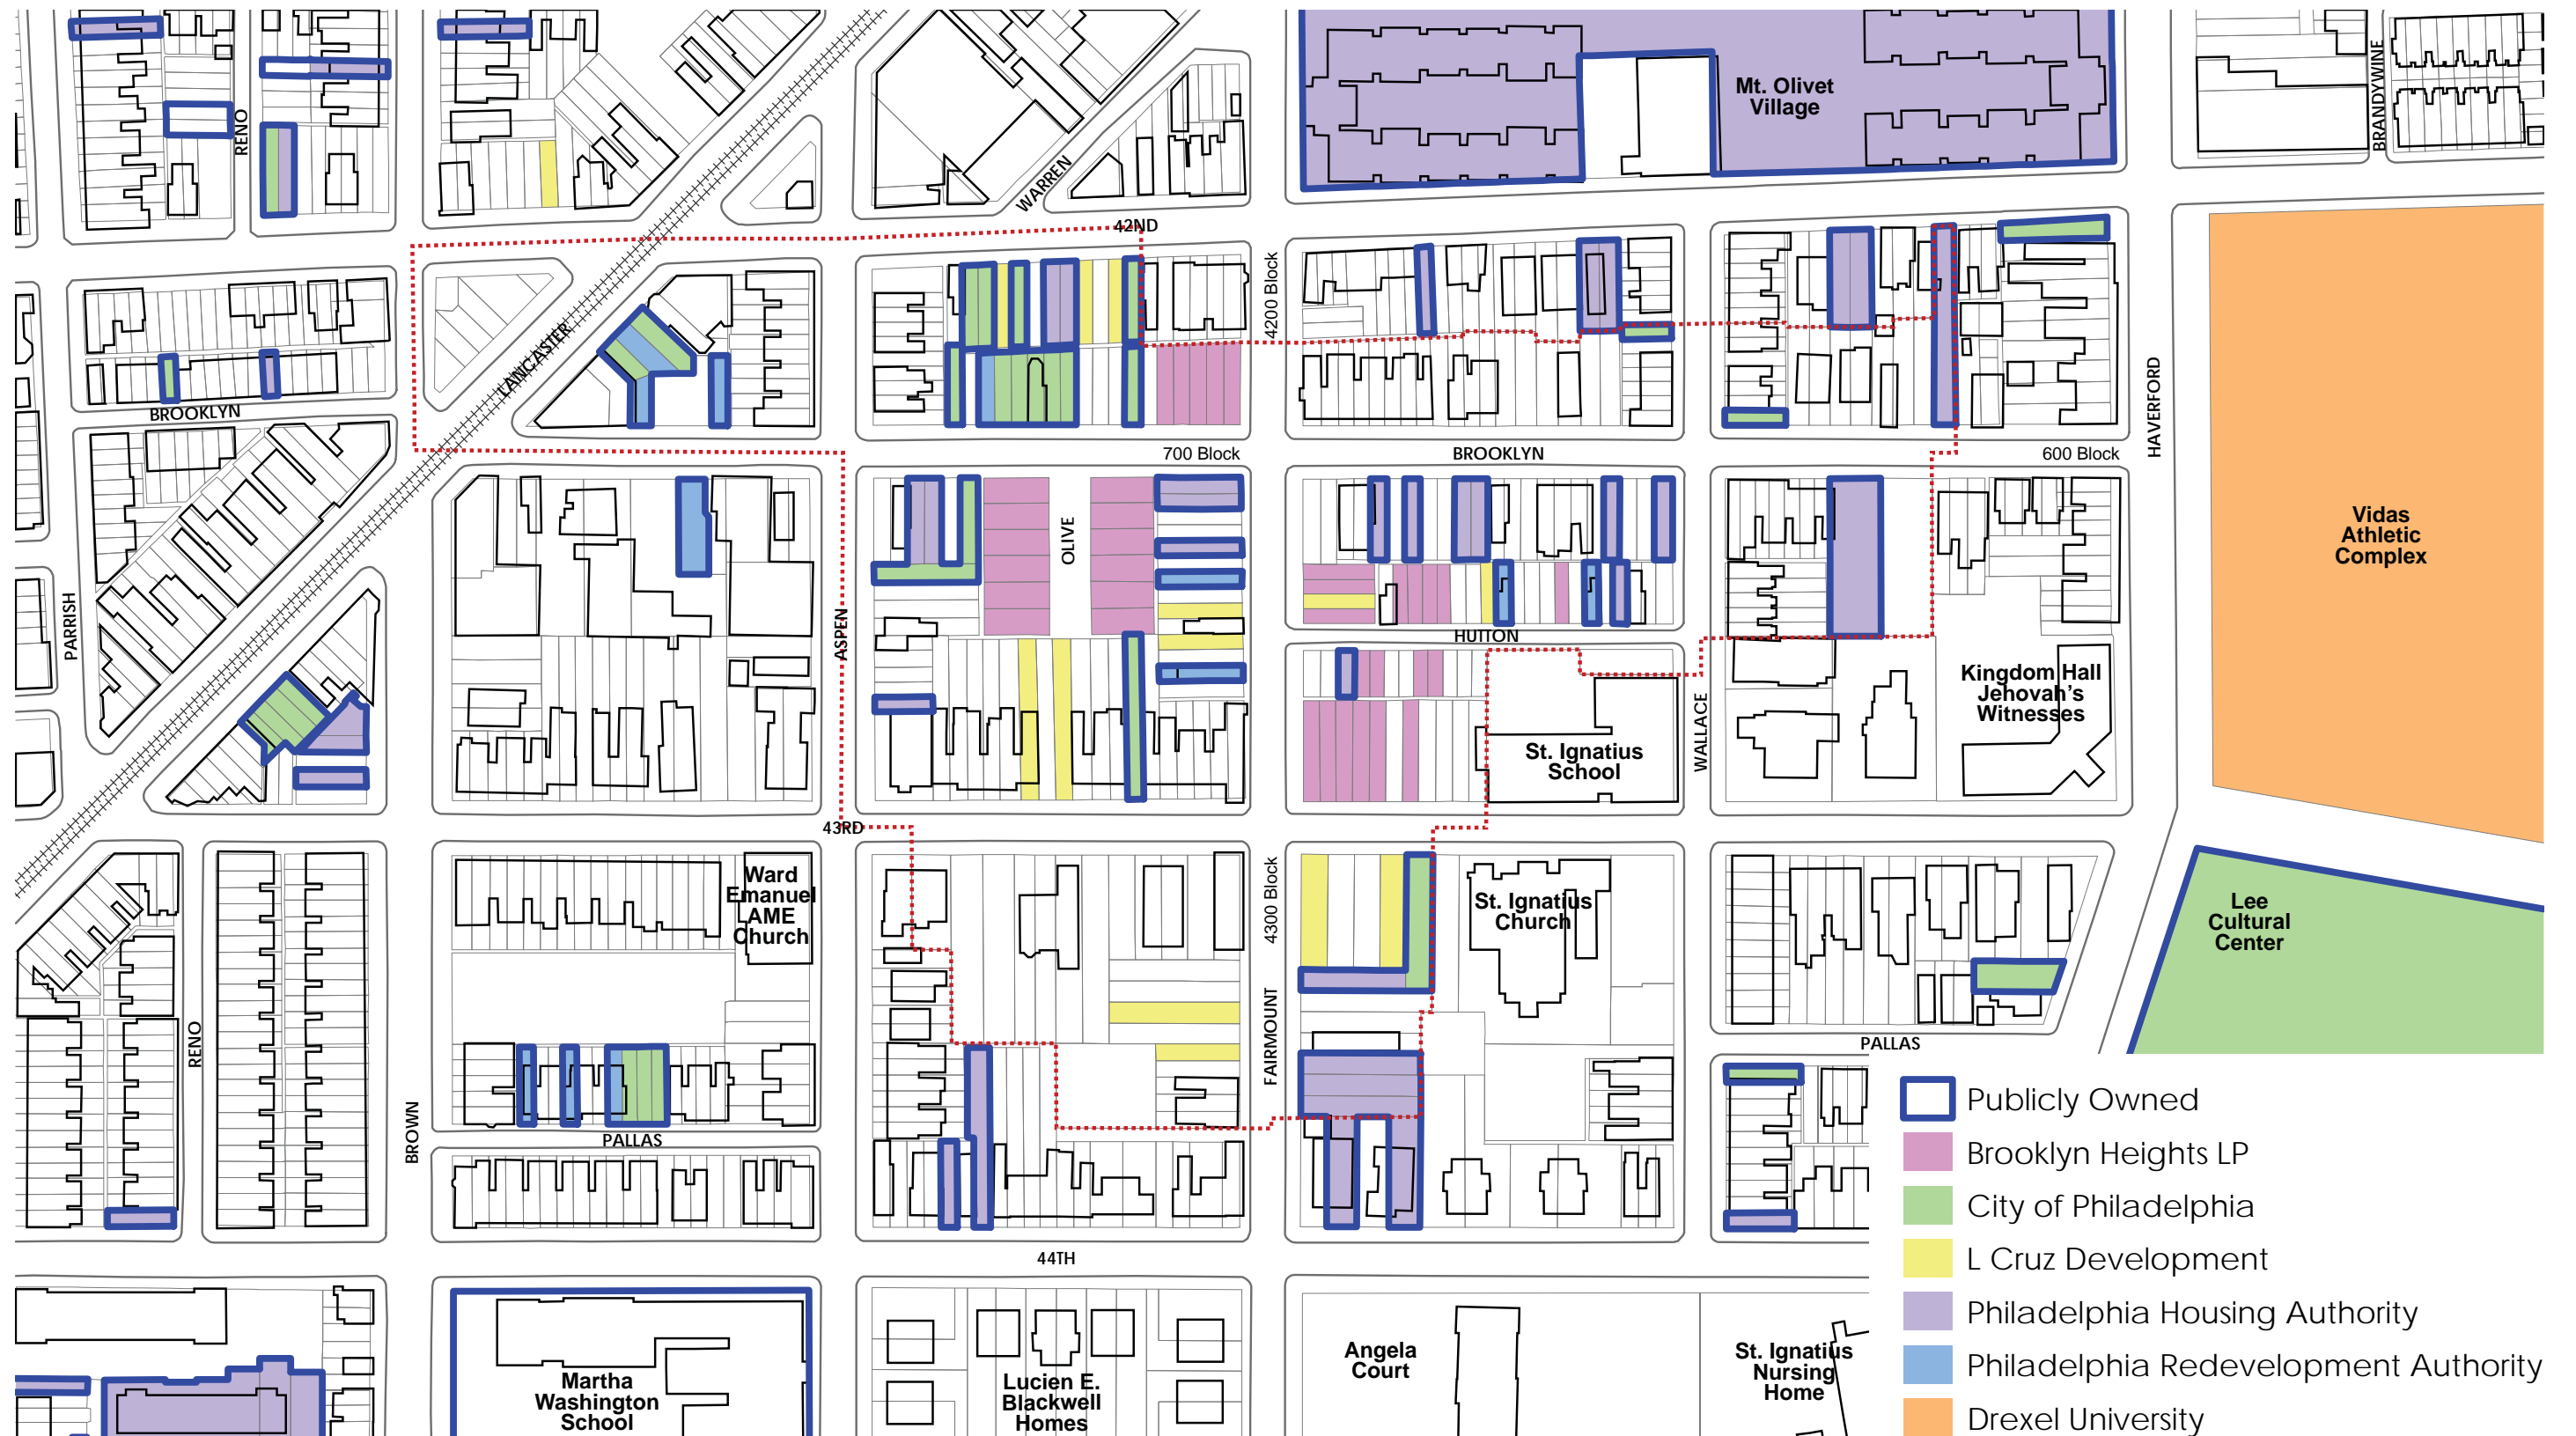 Mt. Olivet
Village
BRANDYWINE
RENO
WARREN
42ND
4200 Block
LANCASTER
BROOKLYN
HAVERFORD
700 Block
BROOKLYN
600 Block
OLIVE
Vidas
Athletic
Complex
PARRISH
ASPEN
HUTTON
WALLACE
Kingdom Hall
Jehovah's
Witnesses
St. Ignatius
School
43RD
4300 Block
Ward
Emanuel
AME
Church
St. Ignatius
Church
Lee
Cultural
Center
RENO
FAIRMOUNT
PALLAS
BROWN
PALLAS
44TH
Martha
Washington
School
Lucien E.
Blackwell
Homes
Angela
Court
St. Ignatius
Nursing
Home
Publicly Owned
Brooklyn Heights LP
City of Philadelphia
L Cruz Development
Philadelphia Housing Authority
Philadelphia Redevelopment Authority
Drexel University